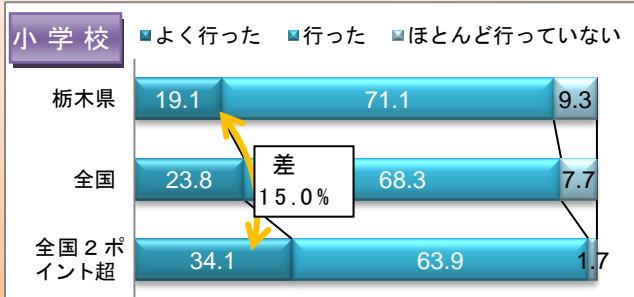 小学校
■よく行った ■行った ■ほとんど行っていない
栃木県 19.1 71.1 9.3
全国 23.8 68.3 7.7
差
15.0%
全国２ポ
イント超 34.1 63.9 1.7